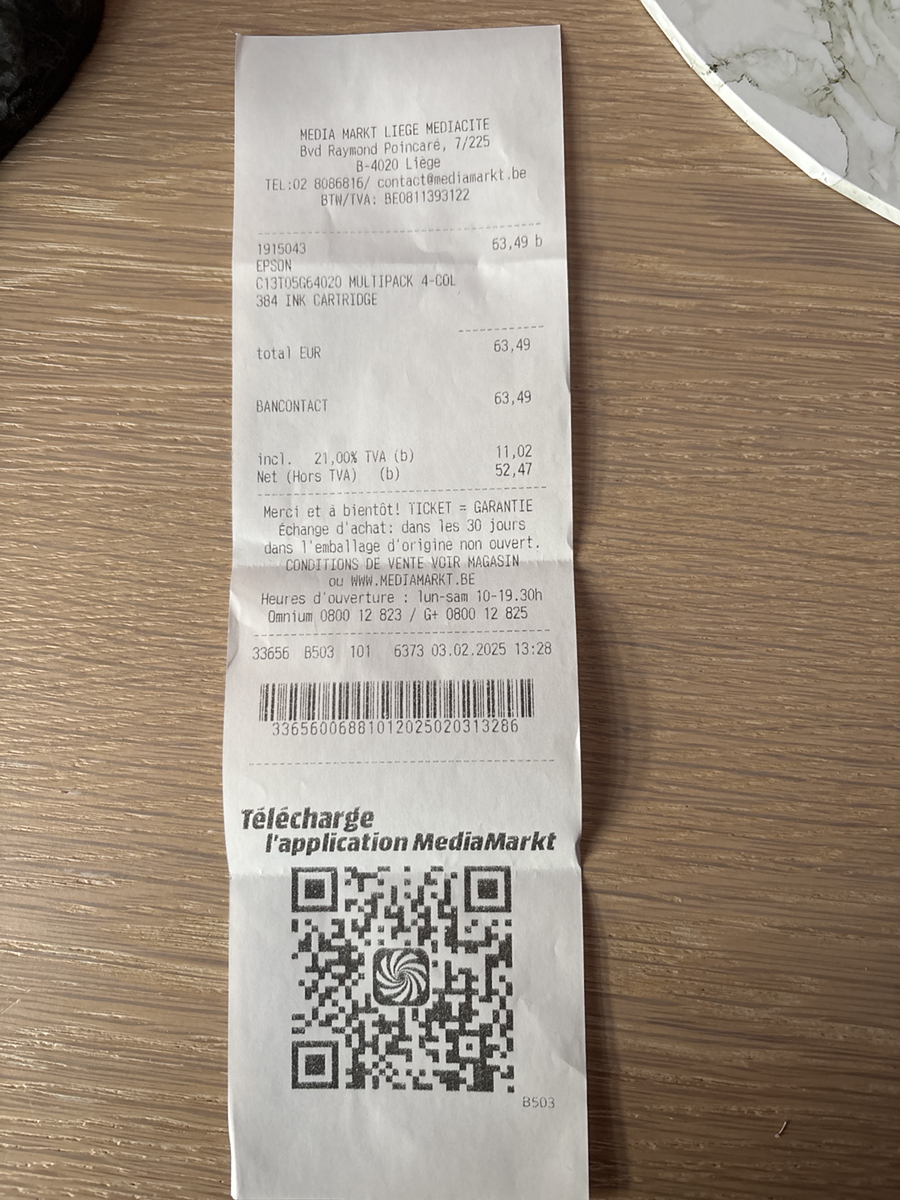 MEDIA MARKT LIEGE MEDIACITE
Bvd Raymond Poincaré, 7/225
B-4020 Liège
TEL:02 8086816/ contact@mediamarkt.be
BTW/TVA: BE0811393122
1915043 63,49 b
EPSON
C13T05G64020 MULTIPACK 4-COL
384 INK CARTRIDGE
total EUR 63,49
BANCONTACT 63,49
incl. 21,00% TVA (b) 11,02
Net (Hors TVA) (b) 52,47
Merci et à bientôt! TICKET = GARANTIE
Échange d'achat: dans les 30 jours
dans l'emballage d'origine non ouvert.
CONDITIONS DE VENTE VOIR MAGASIN
ou WWW.MEDIAMARKT.BE
Heures d'ouverture : lun-sam 10-19.30h
Omnium 0800 12 823 / G+ 0800 12 825
33656 B503 101 6373 03.02.2025 13:28
3365600688101202502031328​6
Télécharge
l'application MediaMarkt
B503